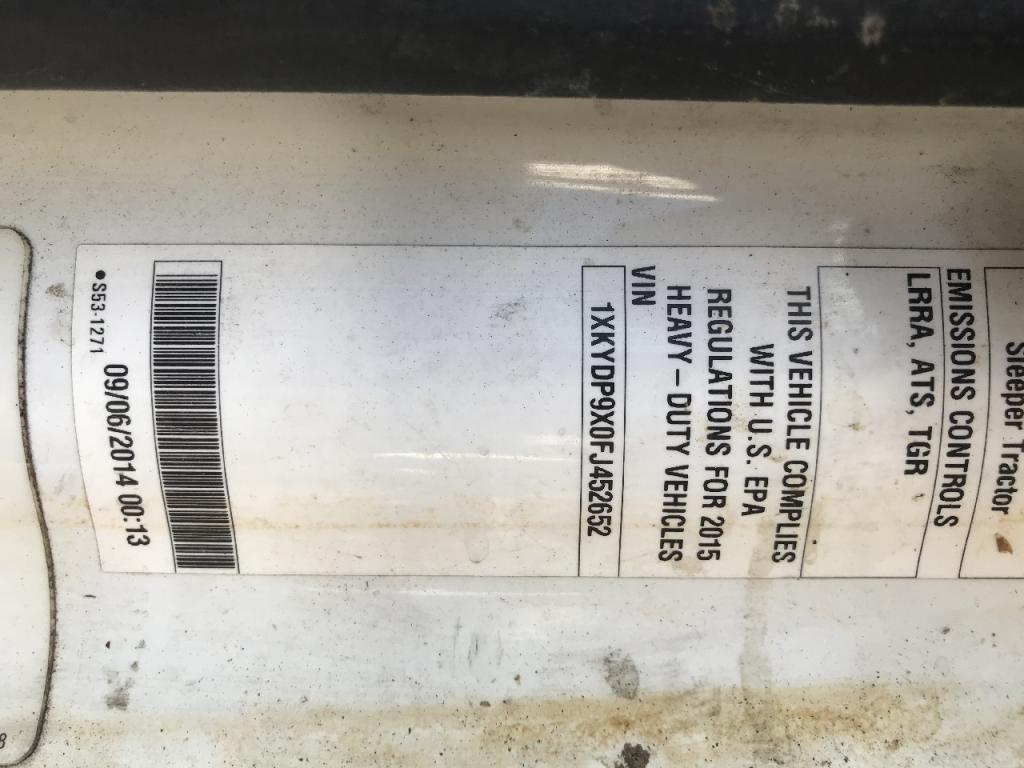 Sleeper Tractor
EMISSIONS CONTROLS
LRRA, ATS, TGR
THIS VEHICLE COMPLIES
WITH U.S. EPA
REGULATIONS FOR 2015
HEAVY – DUTY VEHICLES
VIN
1XKYDP9X0FJ452652
●S53-1271
09/06/2014 00:13
8